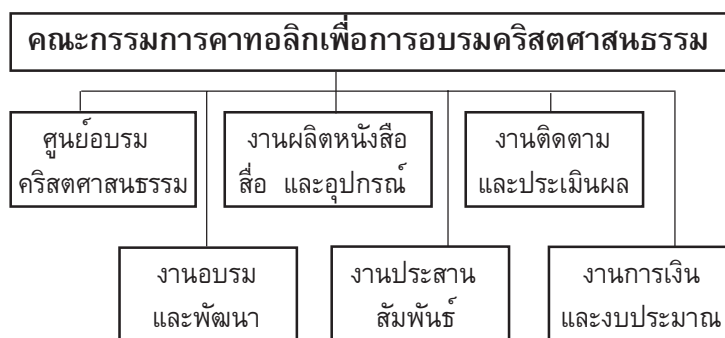 คณะกรรมการคาทอลิกเพื่อการอบรมคริสตศาสนธรรม
ศูนย์อบรม
คริสตศาสนธรรม
งานผลิตหนังสือ
สื่อ และอุปกรณ์
งานติดตาม
และประเมินผล
งานอบรม
และพัฒนา
งานประสาน
สัมพันธ์
งานการเงิน
และงบประมาณ